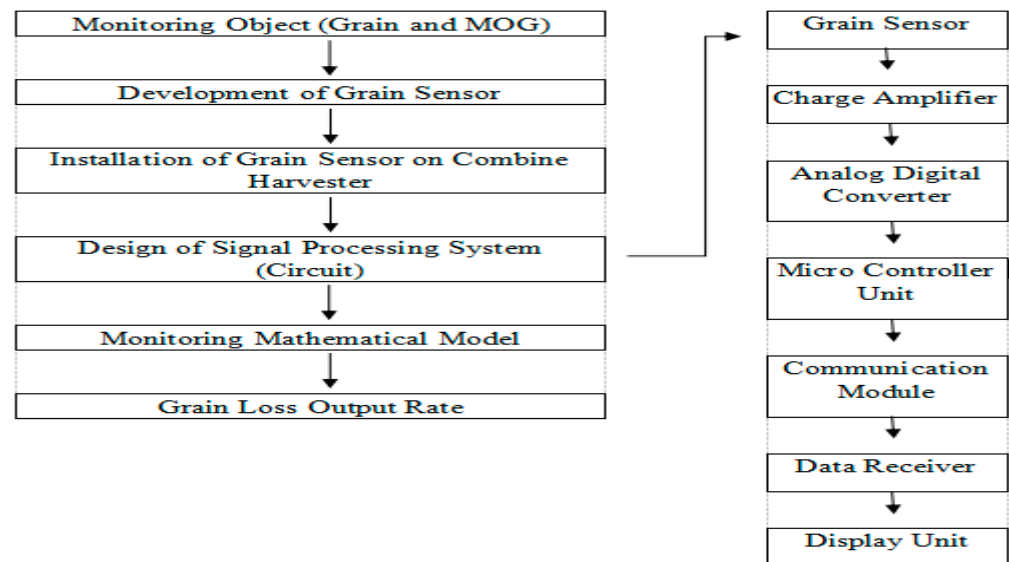 Monitoring Object (Grain and MOG)
Development of Grain Sensor
Installation of Grain Sensor on Combine
Harvester
Design of Signal Processing System
(Circuit)
Monitoring Mathematical Model
Grain Loss Output Rate
Grain Sensor
Charge Amplifier
Analog Digital
Converter
Micro Controller
Unit
Communication
Module
Data Receiver
Display Unit